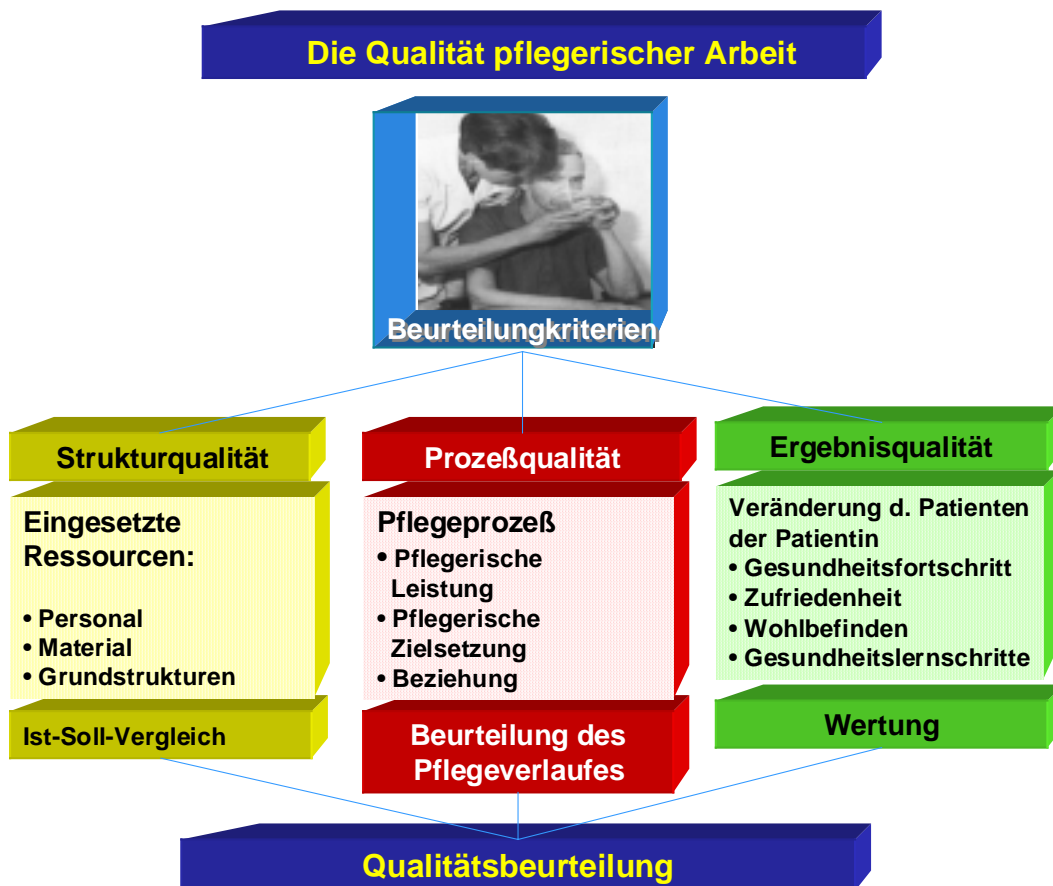 Die Qualität pflegerischer Arbeit
Beurteilungkriterien
Strukturqualität
Eingesetzte
Ressourcen:
• Personal
• Material
• Grundstrukturen
Ist-Soll-Vergleich
Prozeßqualität
Pflegeprozeß
• Pflegerische
Leistung
• Pflegerische
Zielsetzung
• Beziehung
Beurteilung des
Pflegeverlaufes
Ergebnisqualität
Veränderung d. Patienten
der Patientin
• Gesundheitsfortschritt
• Zufriedenheit
• Wohlbefinden
• Gesundheitslernschritte
Wertung
Qualitätsbeurteilung